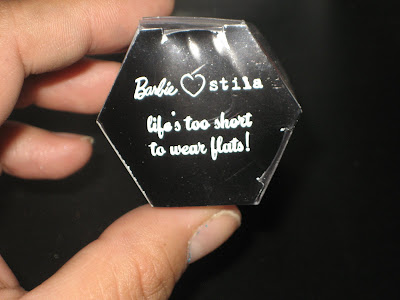 Barbie ♡ stila
life's too short
to wear flats!